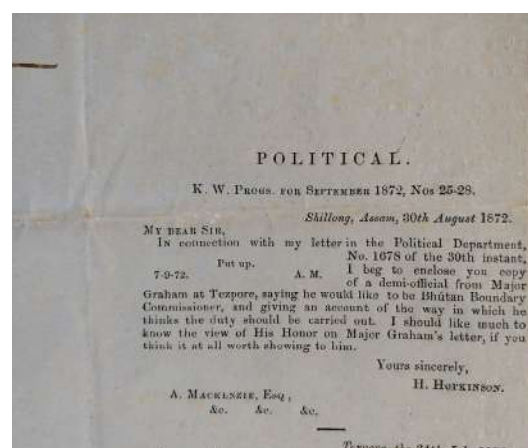 POLITICAL.
K. W. PROGS. FOR SEPTEMBER 1872, NOS 25-28.
Shillong, Assam, 30th August 1872.
MY DEAR SIR,
IN connection with my letter in the Political Department,
No. 1678 of the 30th instant,
Put up.
7-9-72. A. M. I beg to enclose you copy
of a demi-official from Major
Graham at Tezpore, saying he would like to be Bhútan Boundary
Commissioner, and giving an account of the way in which he
thinks the duty should be carried out. I should like much to
know the view of His Honor on Major Graham's letter, if you
think it at all worth showing to him.
Yours sincerely,
H. HOPKINSON.
A. MACKENZIE, ESQ,
&c. &c. &c.